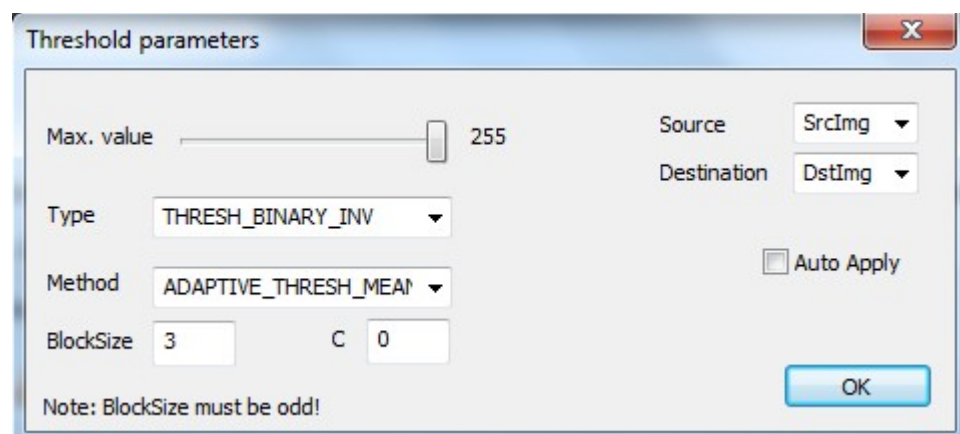 Threshold parameters
Max. value 255
Source SrcImg
Destination DstImg
Type THRESH_BINARY_INV
Auto Apply
Method ADAPTIVE_THRESH_MEAN
BlockSize 3 C 0
OK
Note: BlockSize must be odd!